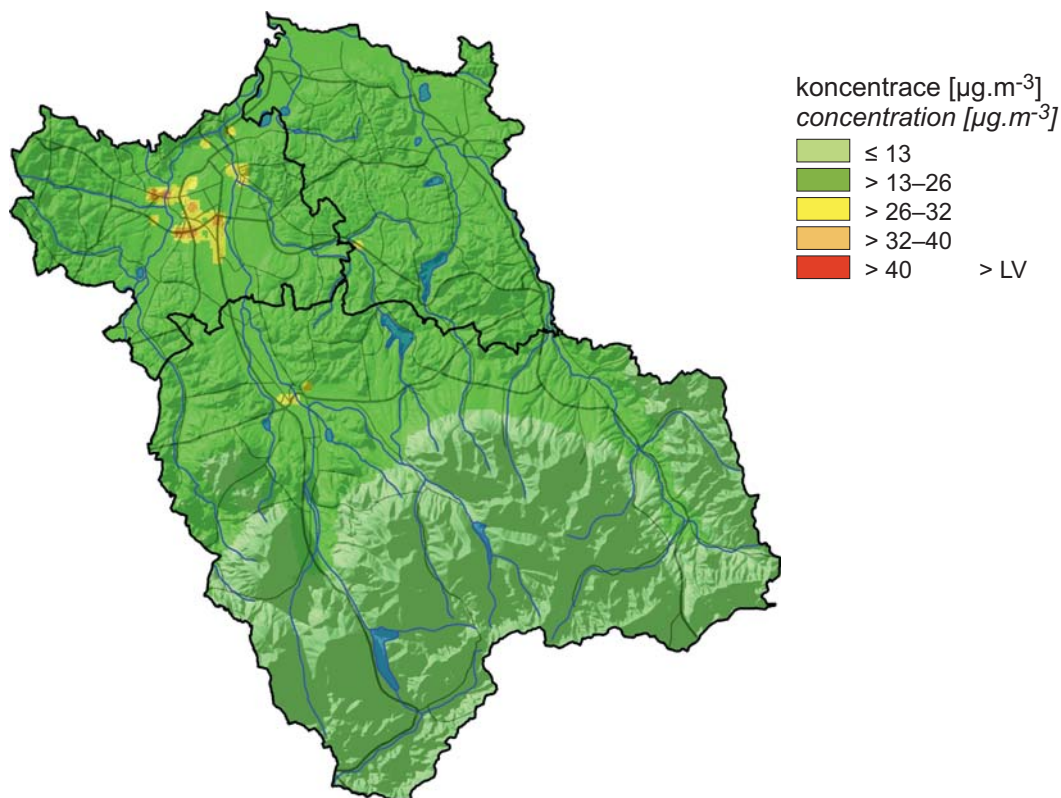 koncentrace [µg.m-3]
concentration [µg.m-3]
≤ 13
> 13–26
> 26–32
> 32–40
> 40 > LV